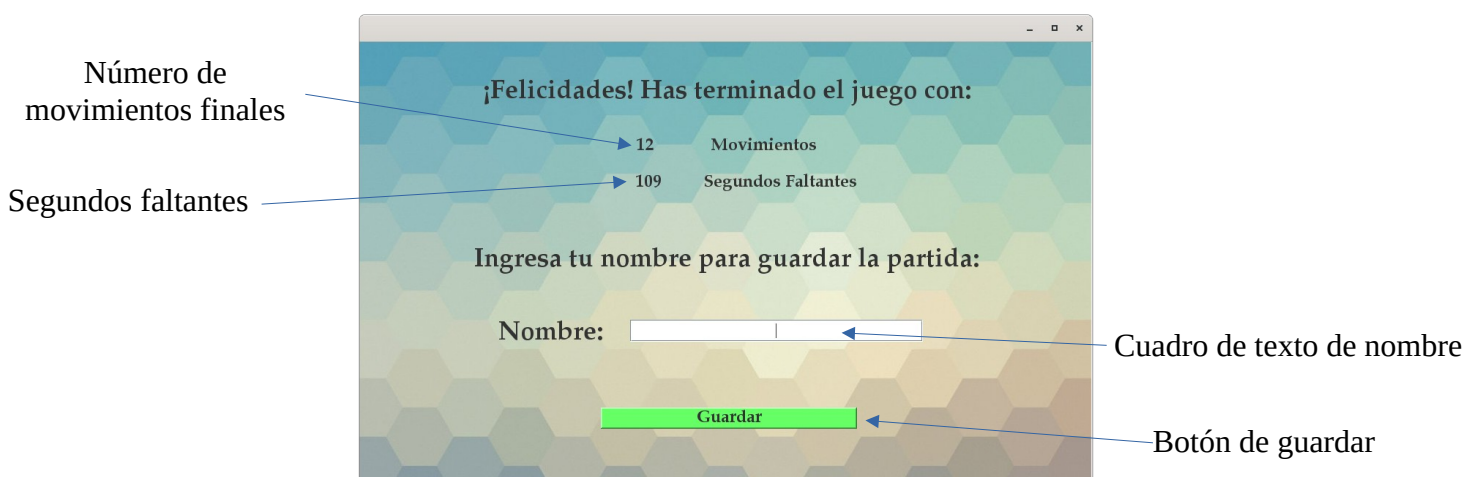 Número de
movimientos finales
Segundos faltantes
¡Felicidades! Has terminado el juego con:
12 Movimientos
109 Segundos Faltantes
Ingresa tu nombre para guardar la partida:
Nombre:
Guardar
Cuadro de texto de nombre
Botón de guardar